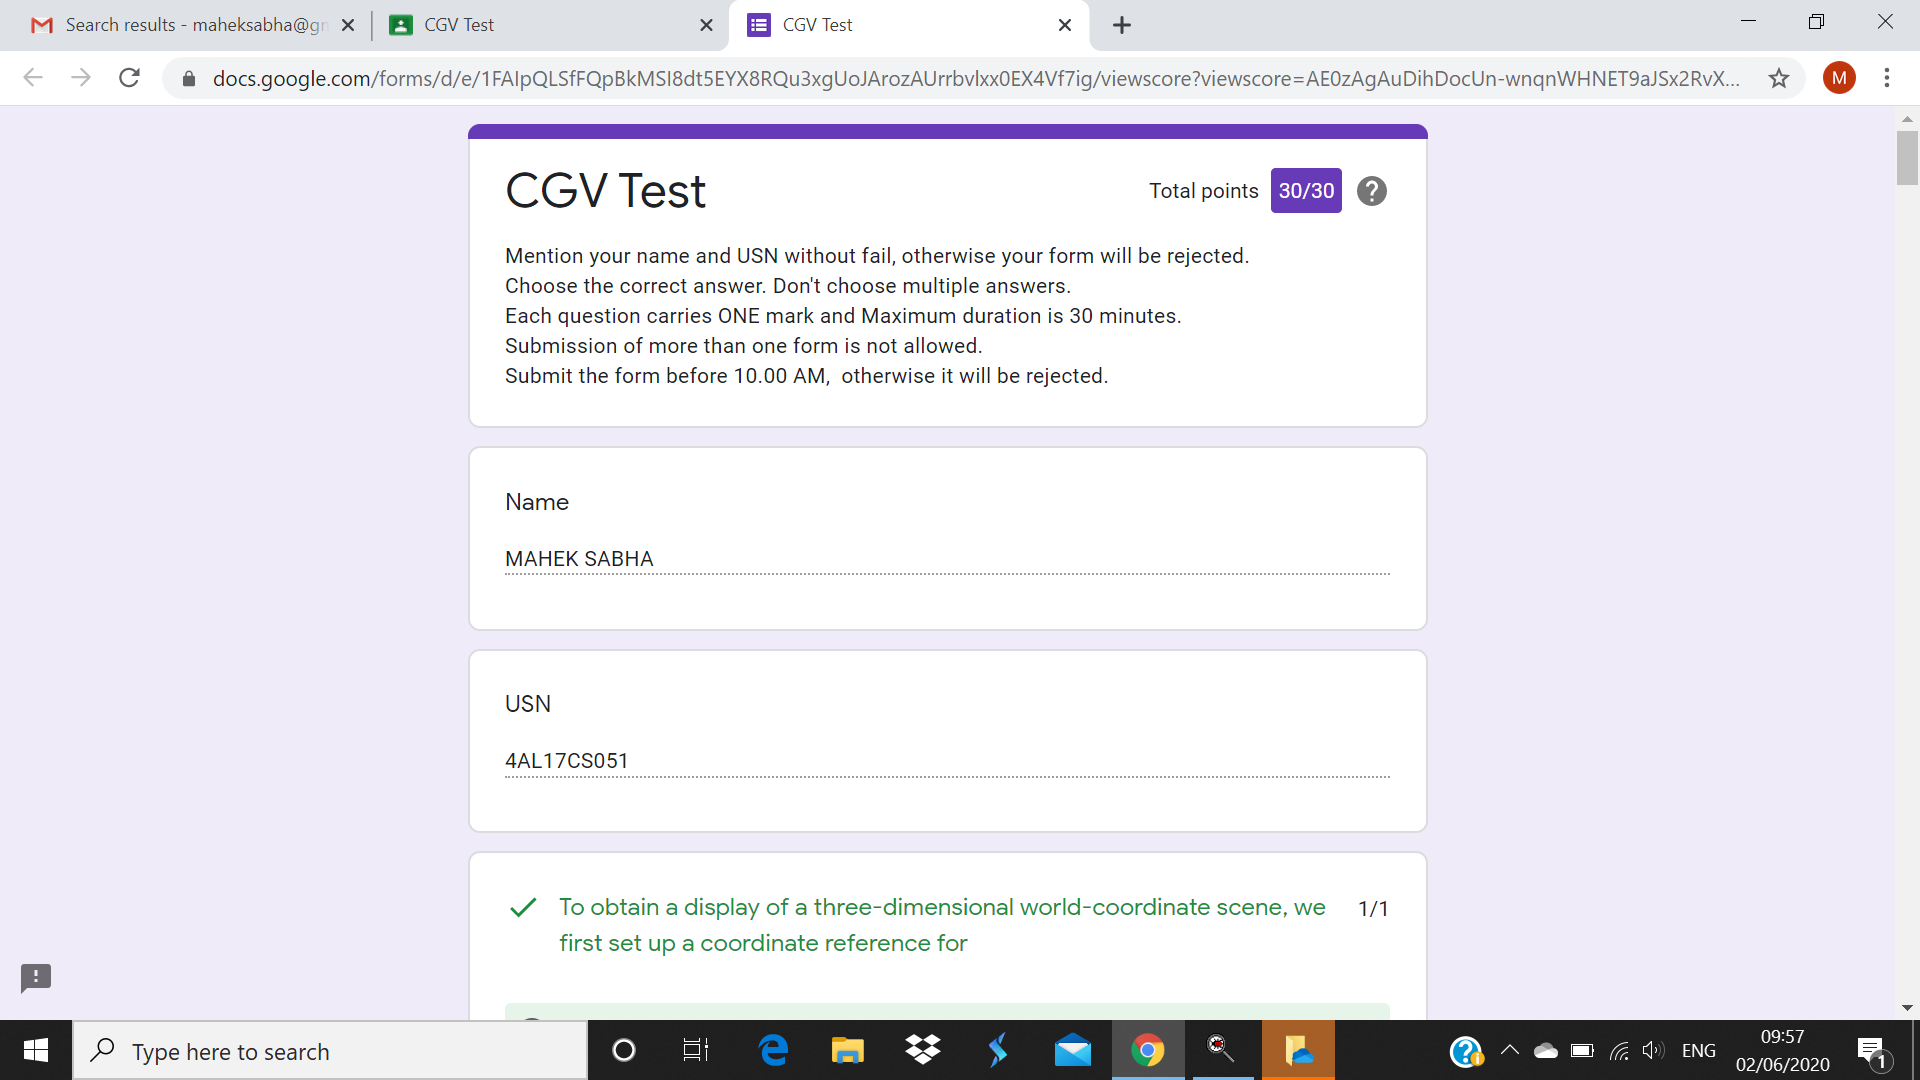 Search results - maheksabha@gm
CGV Test
CGV Test
docs.google.com/forms/d/e/1FAIpQLSfFQpBkMSI8dt5EYX8RQu3xgUoJArozAUrrbvlxx0EX4Vf7ig/viewscore?viewscore=AE0zAgAuDihDocUn-wnqnWHNET9aJSx2RvX...
M
CGV Test
Total points 30/30
Mention your name and USN without fail, otherwise your form will be rejected.
Choose the correct answer. Don't choose multiple answers.
Each question carries ONE mark and Maximum duration is 30 minutes.
Submission of more than one form is not allowed.
Submit the form before 10.00 AM,  otherwise it will be rejected.
Name
MAHEK SABHA
USN
4AL17CS051
To obtain a display of a three-dimensional world-coordinate scene, we 1/1
first set up a coordinate reference for
Type here to search
ENG
09:57
02/06/2020
1